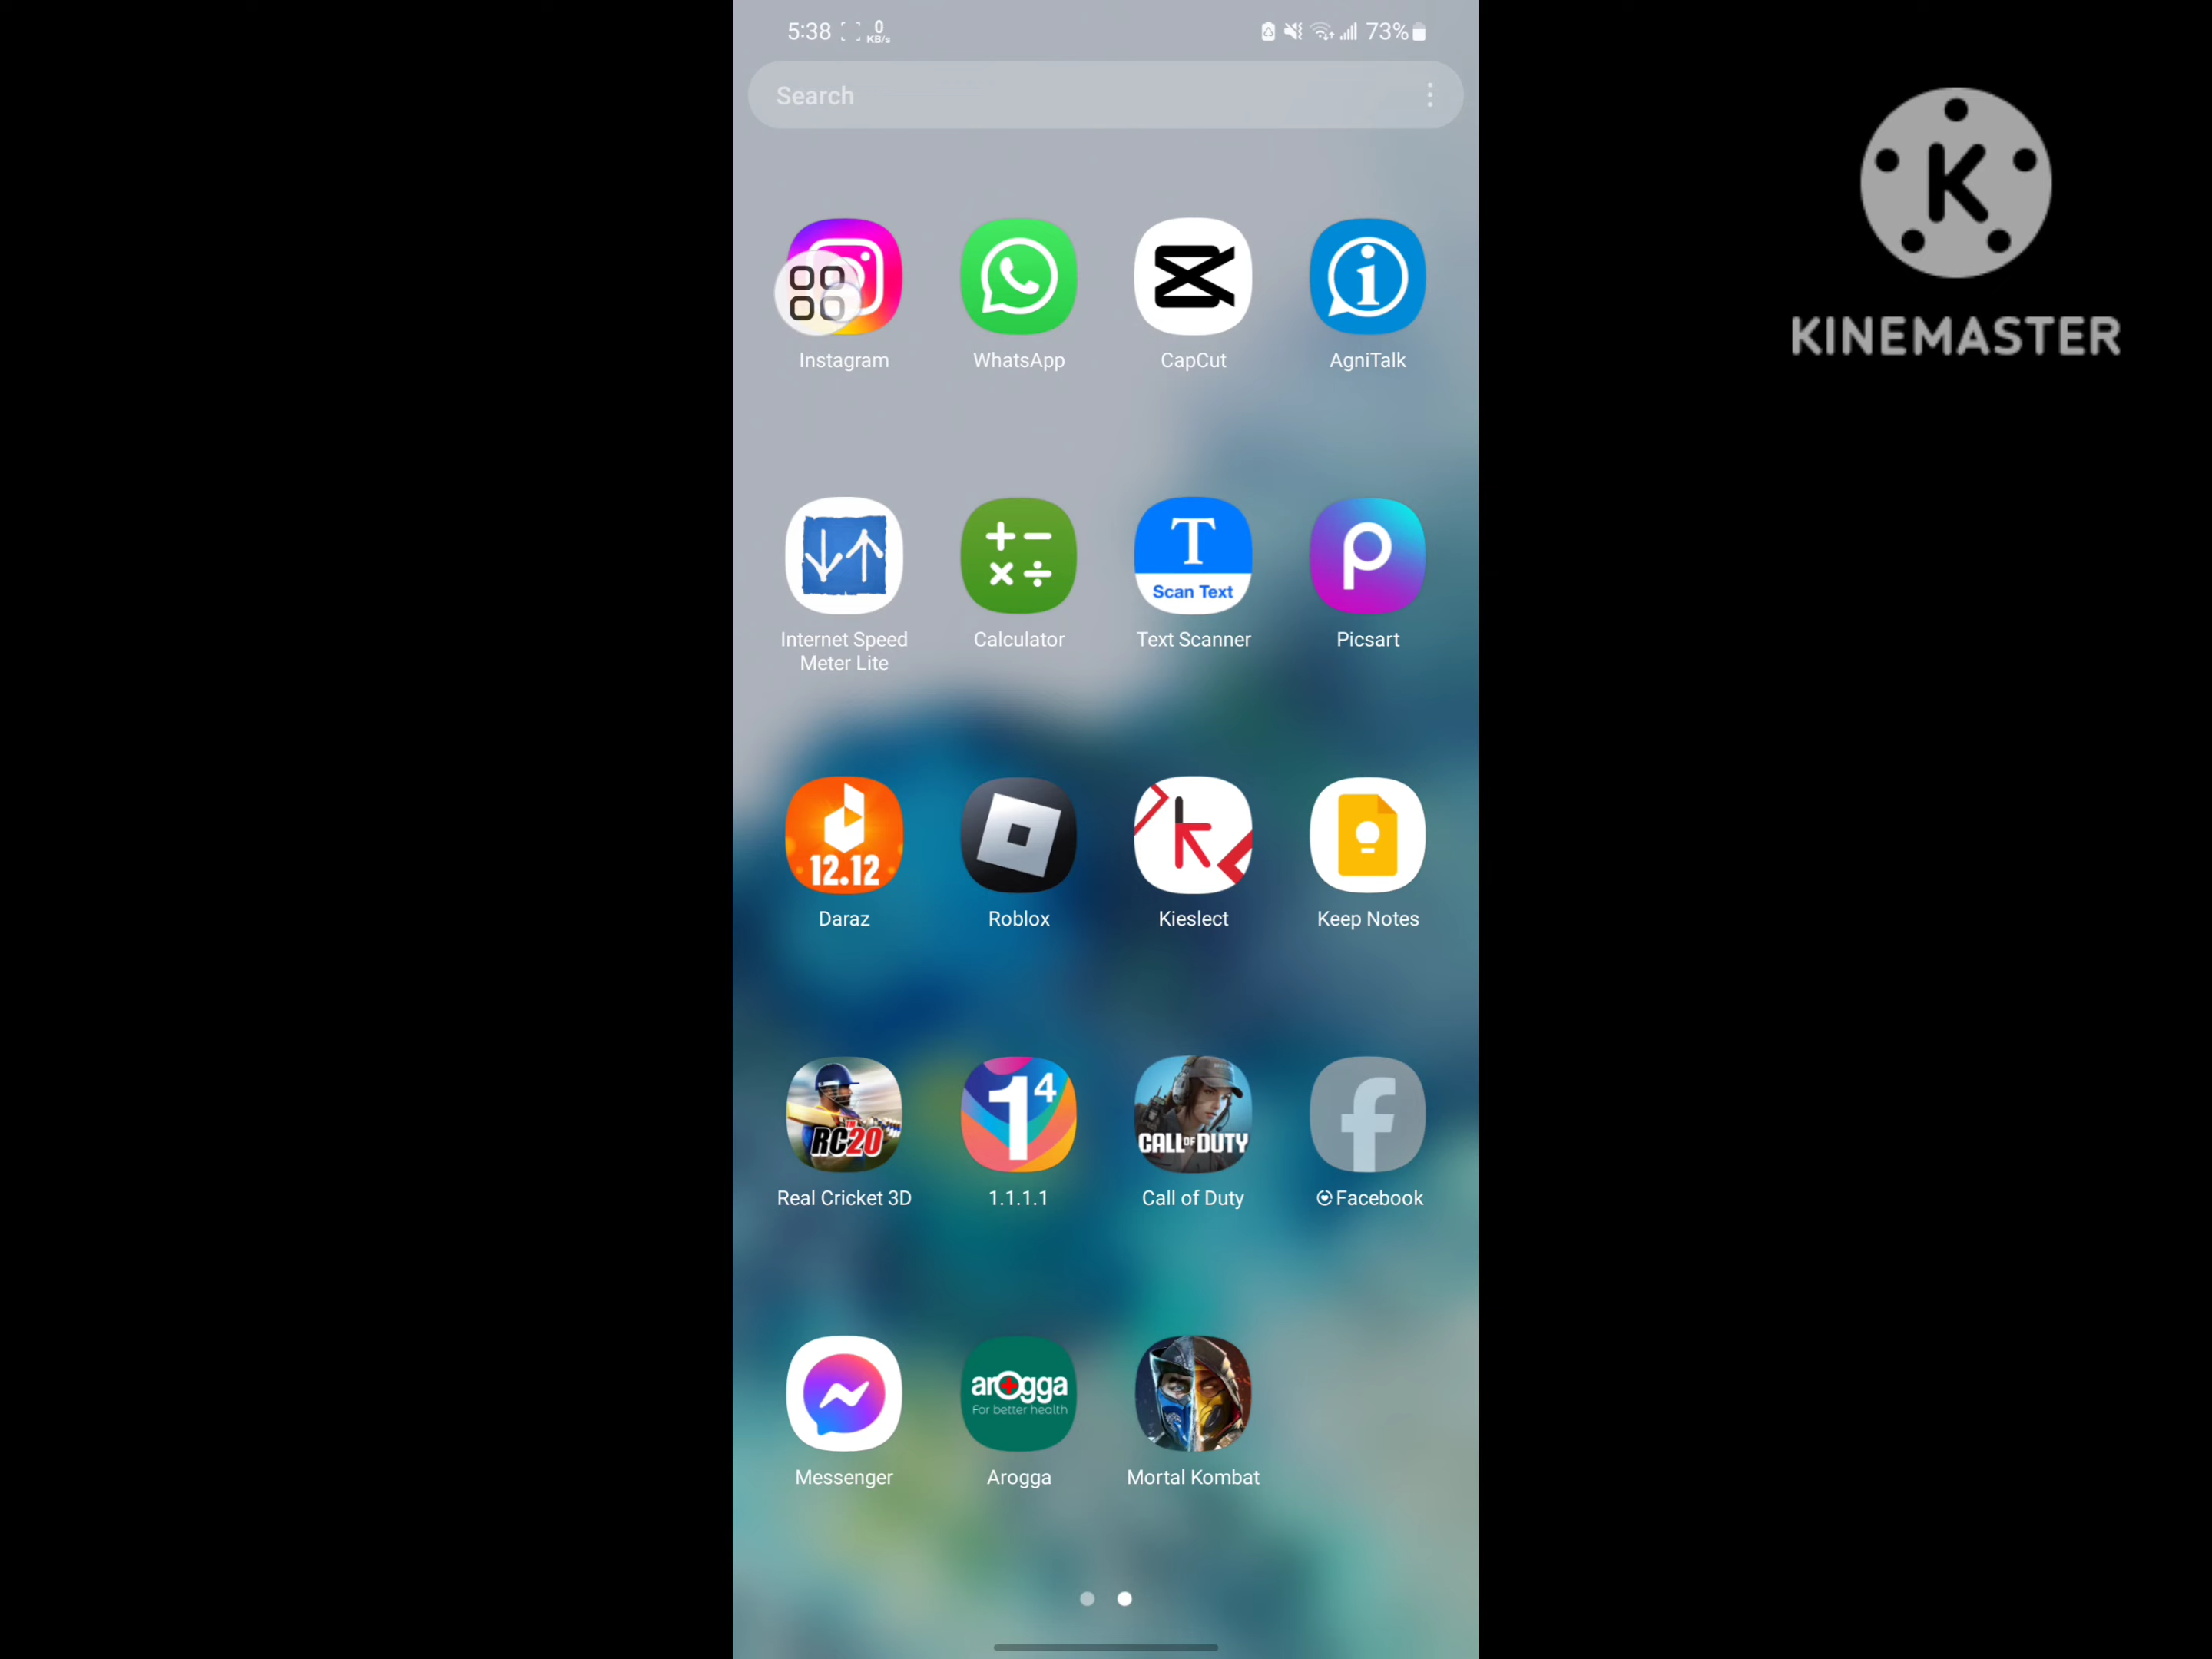 5:38 0 KB/s 73%
Search
KINEMASTER
Instagram WhatsApp CapCut AgniTalk
T
Scan Text
Internet Speed Meter Lite Calculator Text Scanner Picsart
12.12
Daraz Roblox Kieslect Keep Notes
RC20 TM 1⁴ CALL OF DUTY
Real Cricket 3D 1.1.1.1 Call of Duty Facebook
arogga
For better health
Messenger Arogga Mortal Kombat